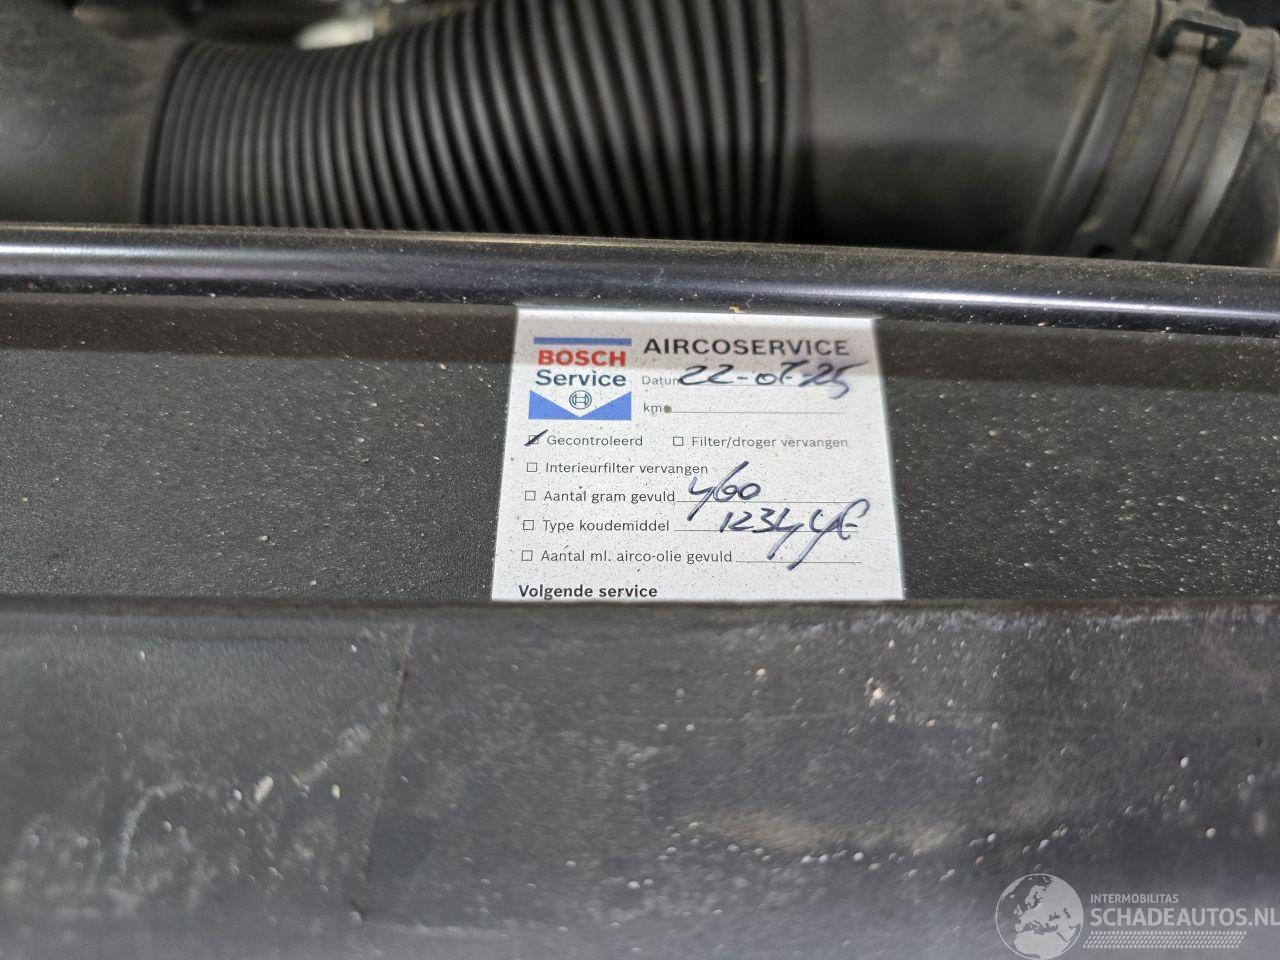 BOSCH
Service
AIRCOSERVICE
Datum 22-07-25
km
Gecontroleerd
Filter/droger vervangen
Interieurfilter vervangen
Aantal gram gevuld 460
Type koudemiddel 1234yf
Aantal ml. airco-olie gevuld
Volgende service
INTERMOBILITAS
SCHADEAUTOS.NL